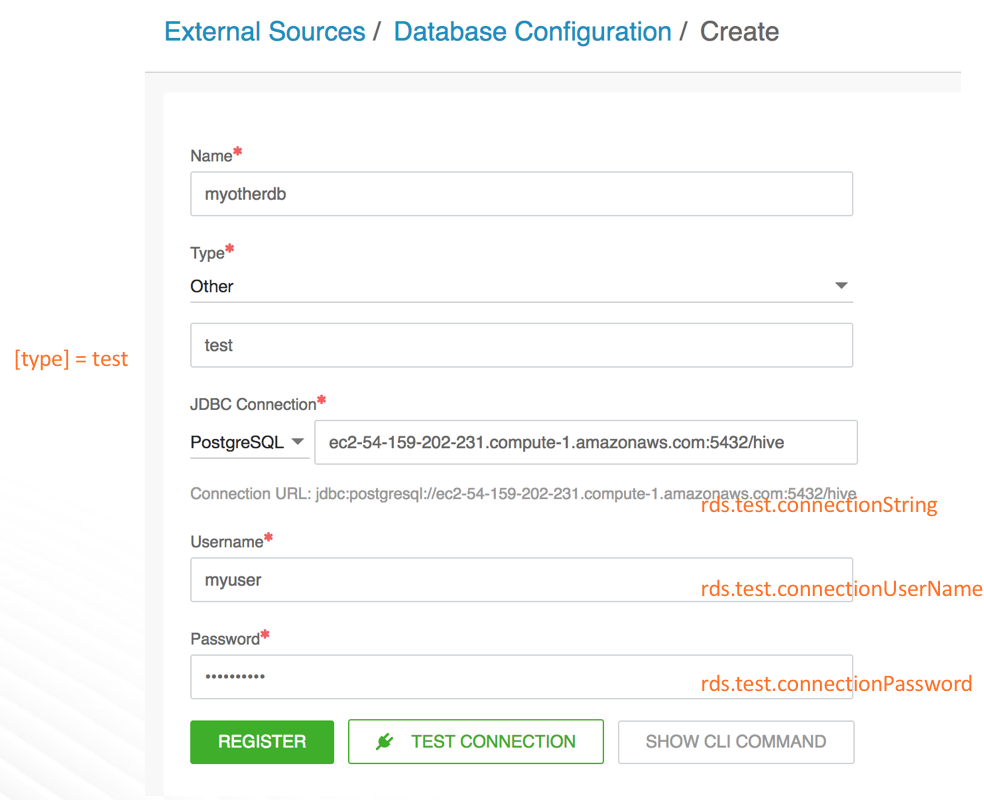 External Sources / Database Configuration / Create
Name*
myotherdb
Type*
Other
test
[type] = test
JDBC Connection*
PostgreSQL ec2-54-159-202-231.compute-1.amazonaws.com:5432/hive
Connection URL: jdbc:postgresql://ec2-54-159-202-231.compute-1.amazonaws.com:5432/hive
rds.test.connectionString
Username*
myuser
rds.test.connectionUserName
Password*
••••••••••
rds.test.connectionPassword
REGISTER TEST CONNECTION SHOW CLI COMMAND